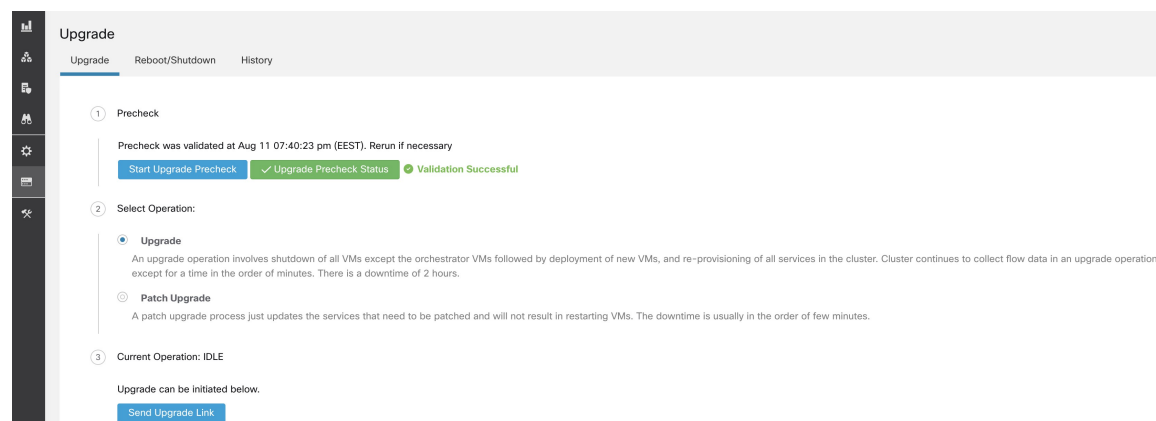 Upgrade
Upgrade Reboot/Shutdown History
1 Precheck
Precheck was validated at Aug 11 07:40:23 pm (EEST). Rerun if necessary
Start Upgrade Precheck Upgrade Precheck Status Validation Successful
2 Select Operation:
Upgrade
An upgrade operation involves shutdown of all VMs except the orchestrator VMs followed by deployment of new VMs, and re-provisioning of all services in the cluster. Cluster continues to collect flow data in an upgrade operation
except for a time in the order of minutes. There is a downtime of 2 hours.
Patch Upgrade
A patch upgrade process just updates the services that need to be patched and will not result in restarting VMs. The downtime is usually in the order of few minutes.
3 Current Operation: IDLE
Upgrade can be initiated below.
Send Upgrade Link